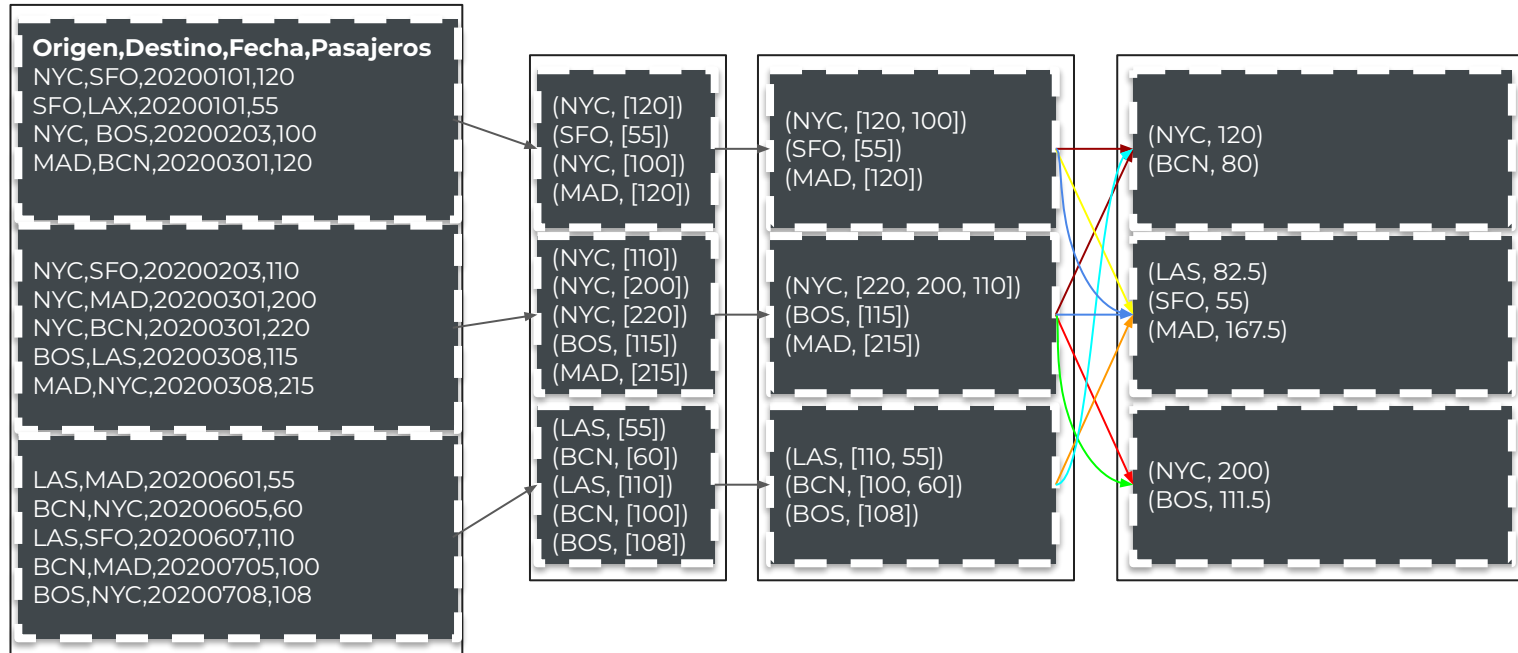 Origen,Destino,Fecha,Pasajeros
NYC,SFO,20200101,120
SFO,LAX,20200101,55
NYC, BOS,20200203,100
MAD,BCN,20200301,120
NYC,SFO,20200203,110
NYC,MAD,20200301,200
NYC,BCN,20200301,220
BOS,LAS,20200308,115
MAD,NYC,20200308,215
LAS,MAD,20200601,55
BCN,NYC,20200605,60
LAS,SFO,20200607,110
BCN,MAD,20200705,100
BOS,NYC,20200708,108
(NYC, [120])
(SFO, [55])
(NYC, [100])
(MAD, [120])
(NYC, [110])
(NYC, [200])
(NYC, [220])
(BOS, [115])
(MAD, [215])
(LAS, [55])
(BCN, [60])
(LAS, [110])
(BCN, [100])
(BOS, [108])
(NYC, [120, 100])
(SFO, [55])
(MAD, [120])
(NYC, [220, 200, 110])
(BOS, [115])
(MAD, [215])
(LAS, [110, 55])
(BCN, [100, 60])
(BOS, [108])
(NYC, 120)
(BCN, 80)
(LAS, 82.5)
(SFO, 55)
(MAD, 167.5)
(NYC, 200)
(BOS, 111.5)